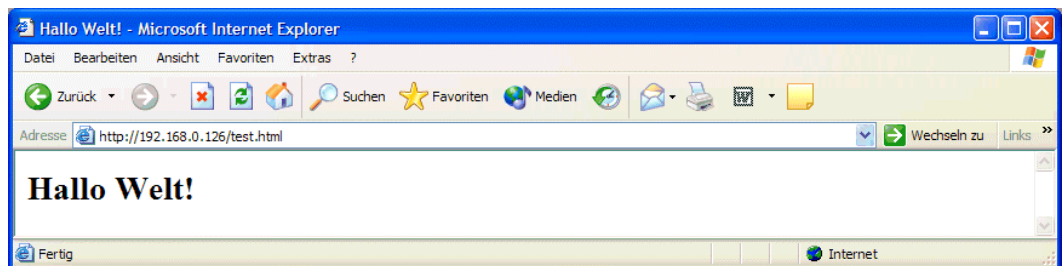 Hallo Welt! - Microsoft Internet Explorer
Datei Bearbeiten Ansicht Favoriten Extras ?
Zurück Suchen Favoriten Medien W
Adresse http://192.168.0.126/test.html Wechseln zu Links »
Hallo Welt!
Fertig Internet